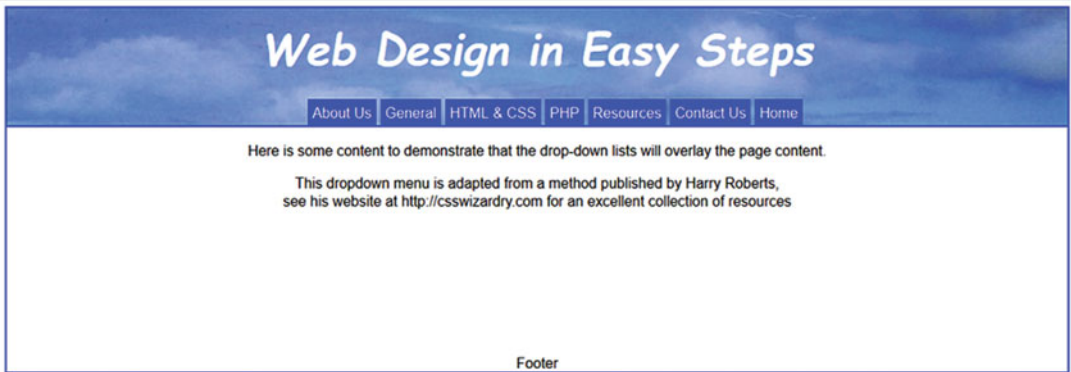 Web Design in Easy Steps
About Us General HTML & CSS PHP Resources Contact Us Home
Here is some content to demonstrate that the drop-down lists will overlay the page content.
This dropdown menu is adapted from a method published by Harry Roberts,
see his website at http://csswizardry.com for an excellent collection of resources
Footer